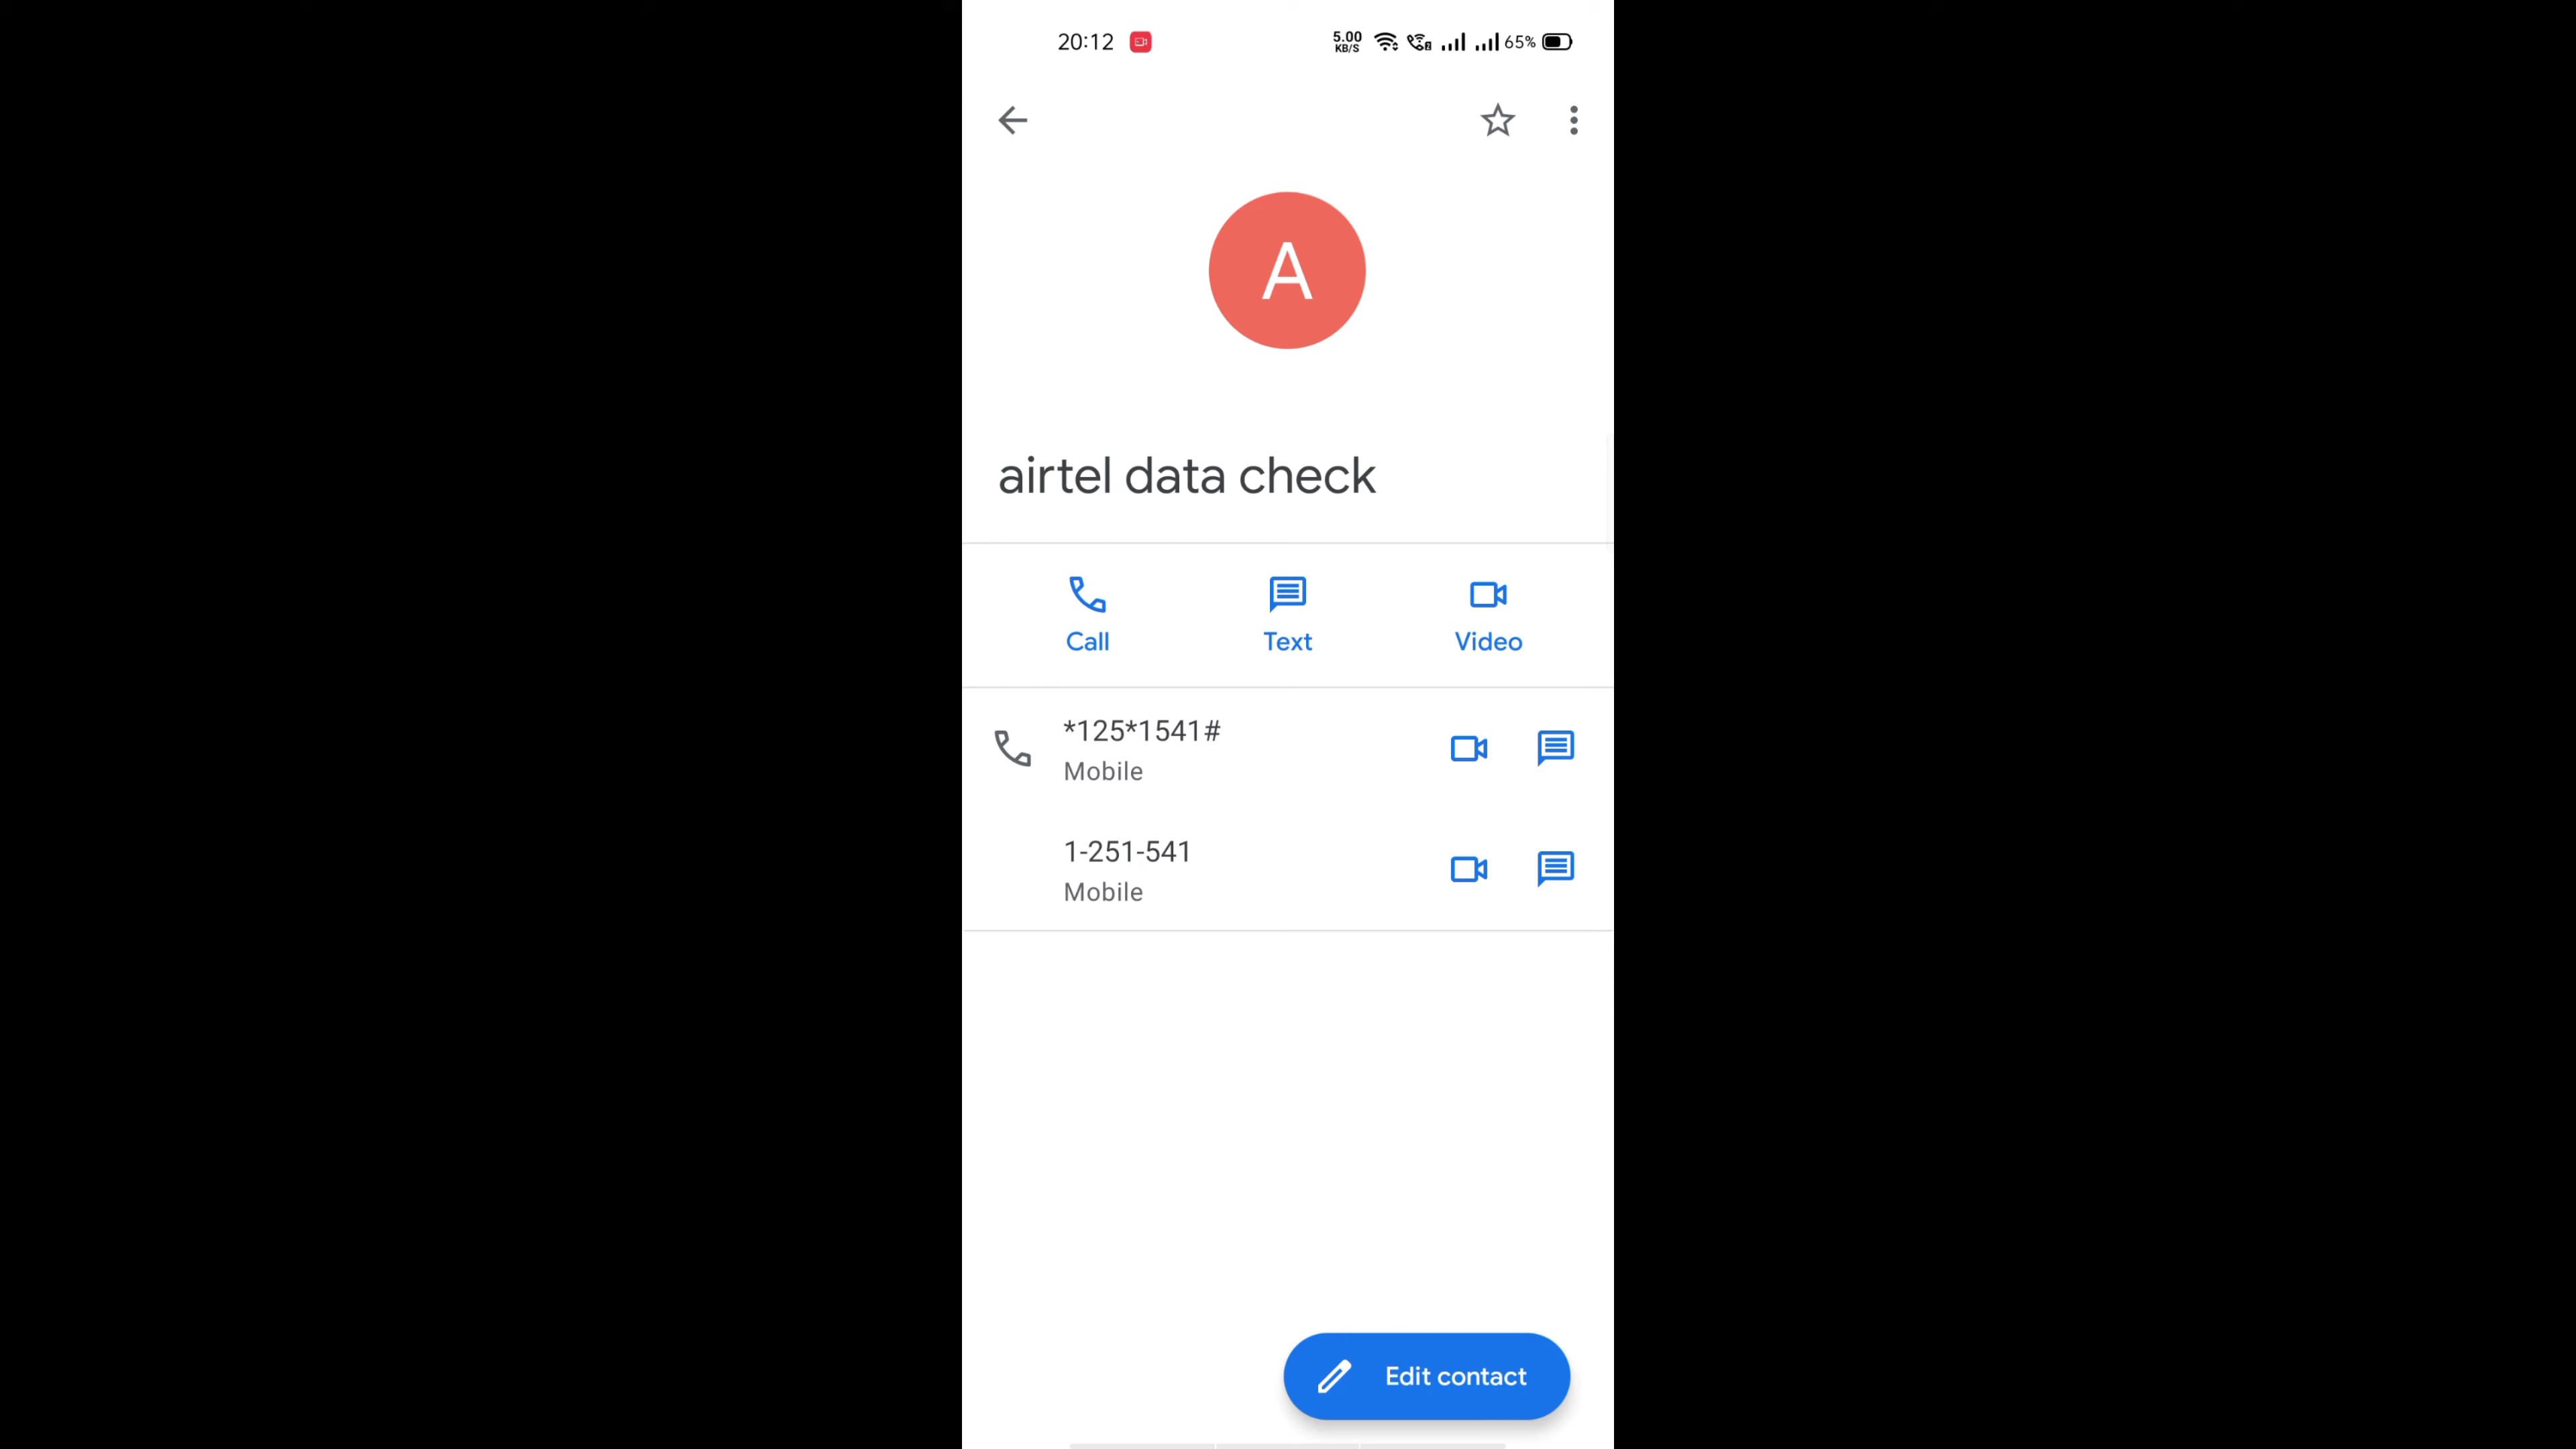 20:12 5.00 KB/S 65%
A
airtel data check
Call Text Video
*125*1541#
Mobile
1-251-541
Mobile
Edit contact